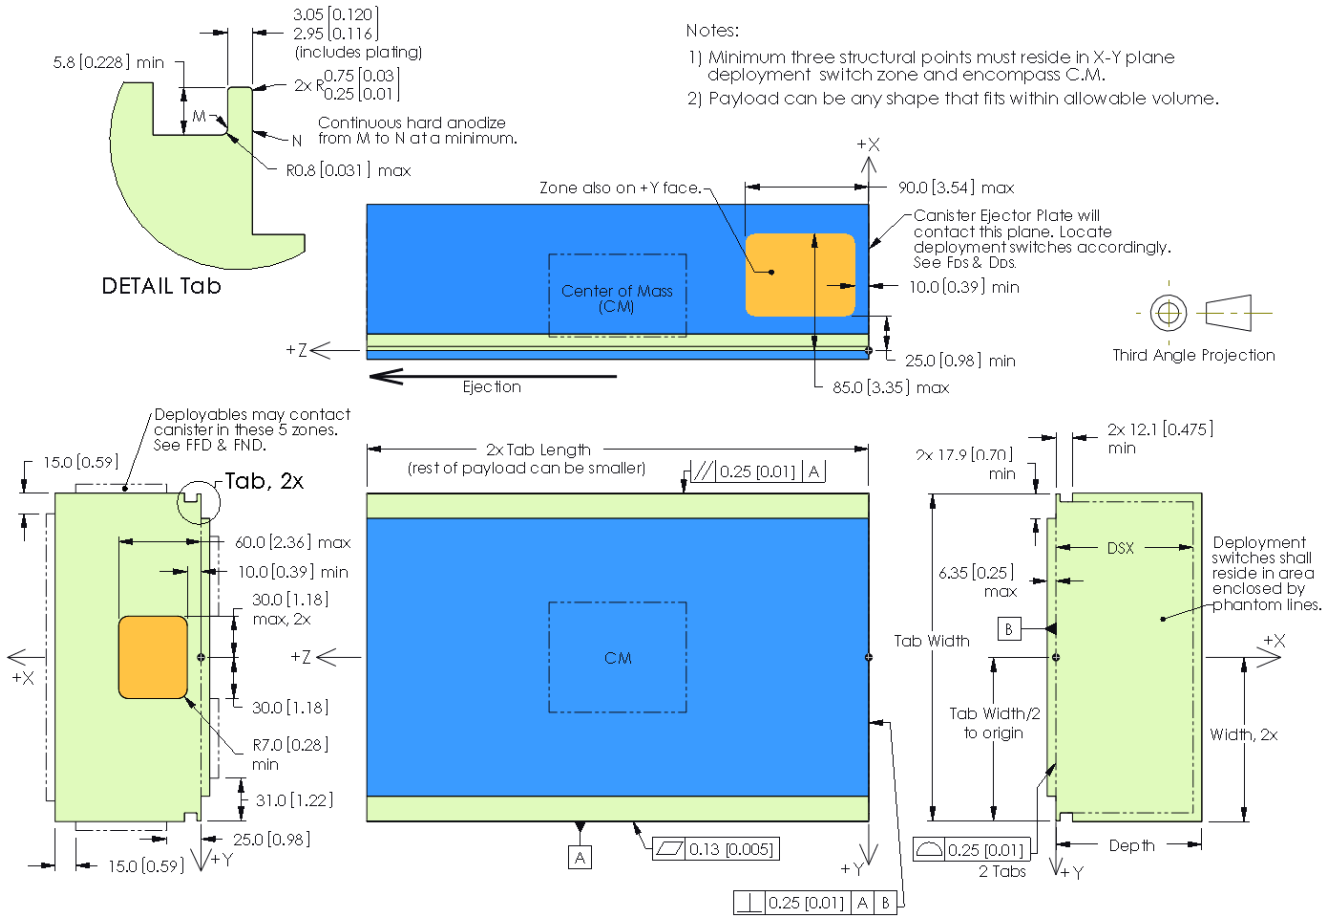 3.05 [0.120]
2.95 [0.116]
(includes plating)
5.8 [0.228] min
2x R 0.75 [0.03]
0.25 [0.01]
M
N
Continuous hard anodize
from M to N at a minimum.
R0.8 [0.031] max
DETAIL Tab
Notes:
1) Minimum three structural points must reside in X-Y plane
deployment switch zone and encompass C.M.
2) Payload can be any shape that fits within allowable volume.
+X
Zone also on +Y face.
90.0 [3.54] max
Canister Ejector Plate will
contact this plane. Locate
deployment switches accordingly.
See FDS & DDS.
Center of Mass
(CM)
10.0 [0.39] min
+Z
25.0 [0.98] min
Ejection
85.0 [3.35] max
Third Angle Projection
Deployables may contact
canister in these 5 zones.
See FFD & FND.
15.0 [0.59]
Tab, 2x
60.0 [2.36] max
10.0 [0.39] min
30.0 [1.18]
max, 2x
+X
30.0 [1.18]
R7.0 [0.28]
min
31.0 [1.22]
25.0 [0.98]
15.0 [0.59]
+Y
2x Tab Length
(rest of payload can be smaller)
// 0.25 [0.01] A
+Z
CM
A
0.13 [0.005]
+Y
0.25 [0.01] A B
2x 12.1 [0.475]
min
2x 17.9 [0.70]
min
DSX
Deployment
switches shall
reside in area
enclosed by
phantom lines.
6.35 [0.25]
max
B
Tab Width
+X
Tab Width/2
to origin
Width, 2x
0.25 [0.01]
2 Tabs
Depth
+Y